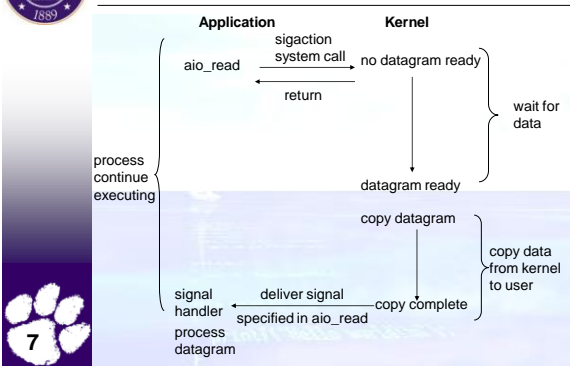 1889
Application
Kernel
sigaction
system call
aio_read
no datagram ready
return
wait for
data
process
continue
executing
datagram ready
copy datagram
copy data
from kernel
to user
signal
handler
deliver signal
copy complete
specified in aio_read
process
datagram
7